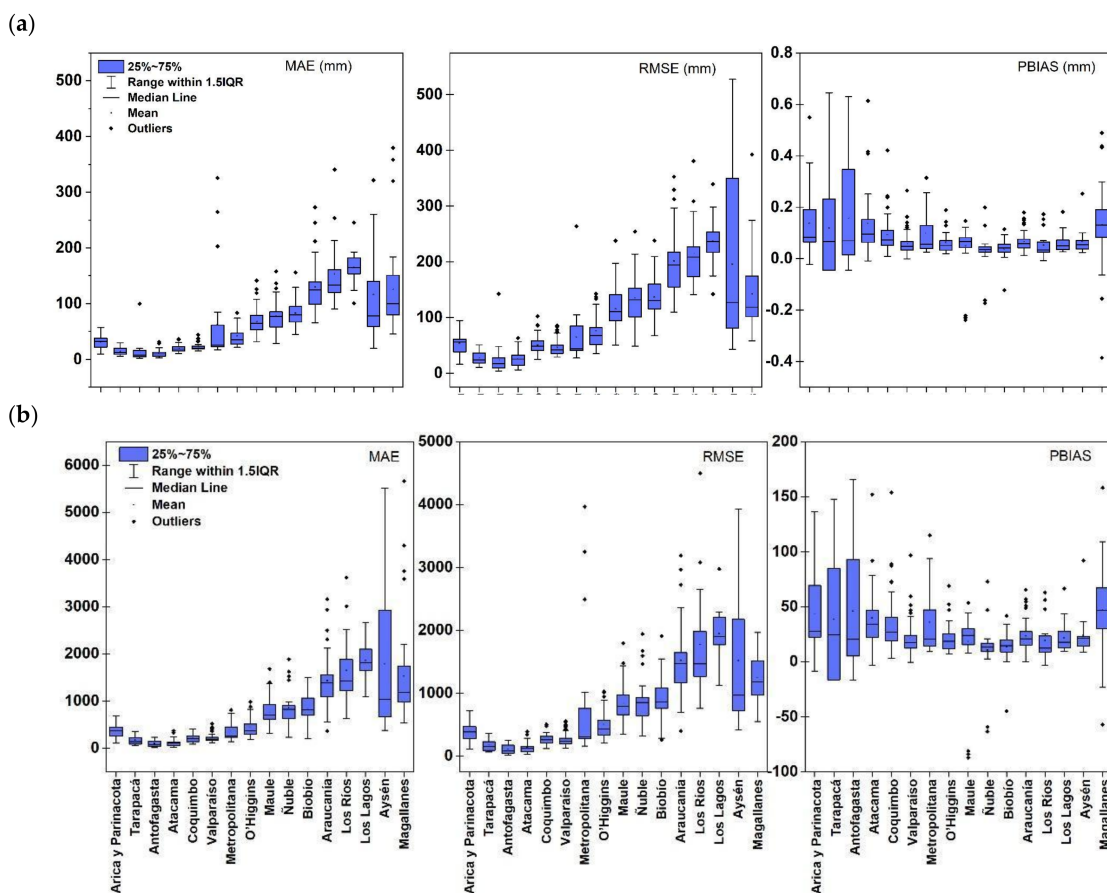 (a)
MAE (mm)
25%~75%
Range within 1.5IQR
Median Line
Mean
Outliers
500
400
300
200
100
0
RMSE (mm)
500
400
300
200
100
0
PBIAS (mm)
0.8
0.6
0.4
0.2
0.0
-0.2
-0.4
(b)
MAE
25%~75%
Range within 1.5IQR
Median Line
Mean
Outliers
6000
5000
4000
3000
2000
1000
0
RMSE
5000
4000
3000
2000
1000
0
PBIAS
200
150
100
50
0
-50
-100
Arica y Parinacota
Tarapacá
Antofagasta
Atacama
Coquimbo
Valparaíso
Metropolitana
O'Higgins
Maule
Ñuble
Biobío
Araucanía
Los Ríos
Los Lagos
Aysén
Magallanes
Arica y Parinacota
Tarapacá
Antofagasta
Atacama
Coquimbo
Valparaíso
Metropolitana
O'Higgins
Maule
Ñuble
Biobío
Araucanía
Los Ríos
Los Lagos
Aysén
Magallanes
Arica y Parinacota
Tarapacá
Antofagasta
Atacama
Coquimbo
Valparaíso
Metropolitana
O'Higgins
Maule
Ñuble
Biobío
Araucanía
Los Ríos
Los Lagos
Aysén
Magallanes